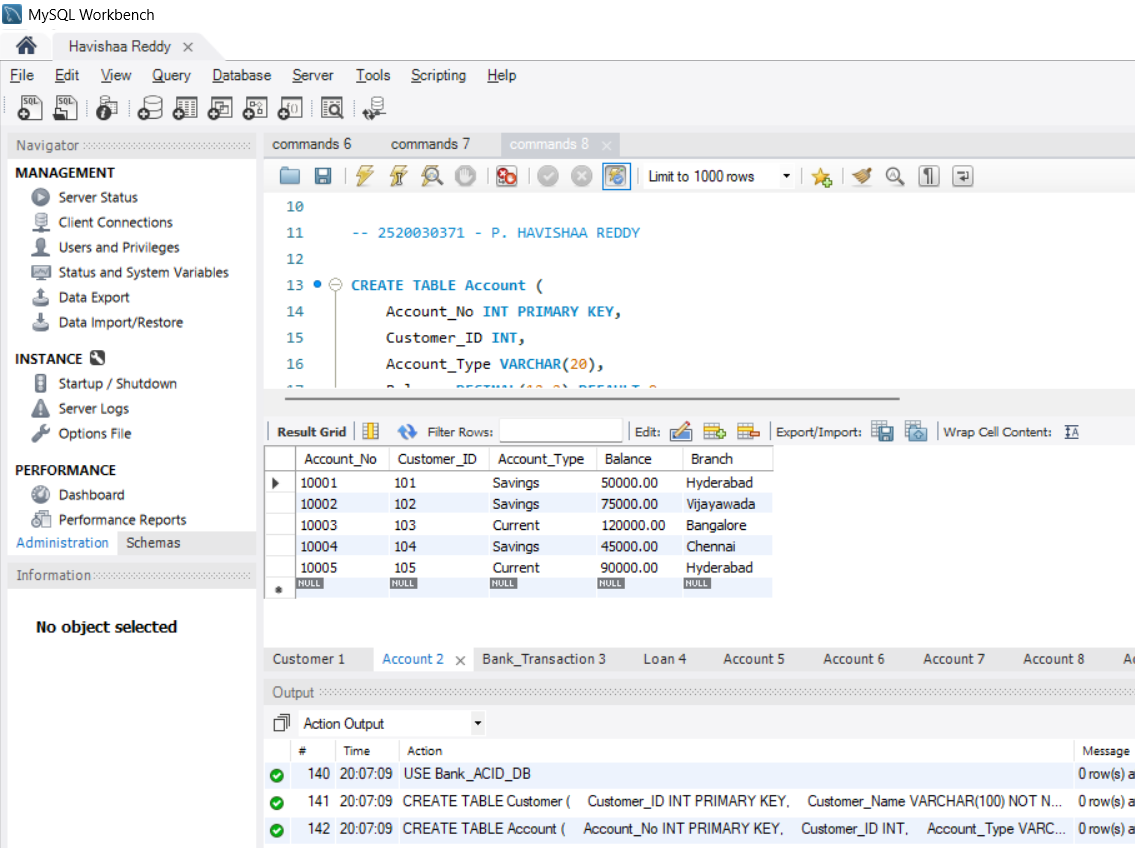 MySQL Workbench
Havishaa Reddy
File Edit View Query Database Server Tools Scripting Help
Navigator
MANAGEMENT
Server Status
Client Connections
Users and Privileges
Status and System Variables
Data Export
Data Import/Restore
INSTANCE
Startup / Shutdown
Server Logs
Options File
PERFORMANCE
Dashboard
Performance Reports
Administration Schemas
Information
No object selected
commands 6 commands 7 commands 8
Limit to 1000 rows
10
11 -- 2520030371 - P. HAVISHAA REDDY
12
13 CREATE TABLE Account (
14 Account_No INT PRIMARY KEY,
15 Customer_ID INT,
16 Account_Type VARCHAR(20),
Result Grid Filter Rows: Edit: Export/Import: Wrap Cell Content:
Account_No Customer_ID Account_Type Balance Branch
10001 101 Savings 50000.00 Hyderabad
10002 102 Savings 75000.00 Vijayawada
10003 103 Current 120000.00 Bangalore
10004 104 Savings 45000.00 Chennai
10005 105 Current 90000.00 Hyderabad
NULL NULL NULL NULL NULL
Customer 1 Account 2 Bank_Transaction 3 Loan 4 Account 5 Account 6 Account 7 Account 8
Output
Action Output
# Time Action Message
140 20:07:09 USE Bank_ACID_DB 0 row(s) a
141 20:07:09 CREATE TABLE Customer ( Customer_ID INT PRIMARY KEY, Customer_Name VARCHAR(100) NOT N... 0 row(s) a
142 20:07:09 CREATE TABLE Account ( Account_No INT PRIMARY KEY, Customer_ID INT, Account_Type VARC... 0 row(s) a